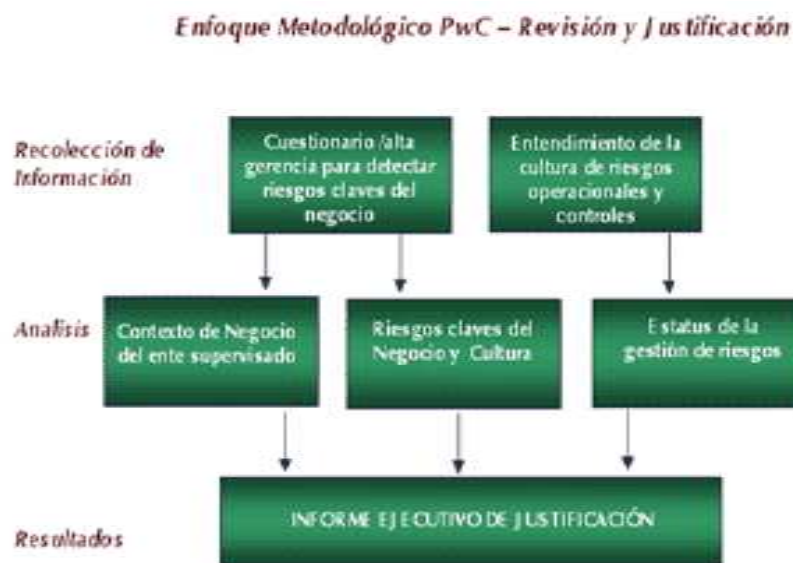 Enfoque Metodológico PwC – Revisión y Justificación
Recolección de
Información
Cuestionario /alta
gerencia para detectar
riesgos claves del
negocio
Entendimiento de la
cultura de riesgos
operacionales y
controles
Analisis
Contexto de Negocio
del ente supervisado
Riesgos claves del
Negocio y Cultura
Estatus de la
gestión de riesgos
Resultados
INFORME EJECUTIVO DE JUSTIFICACIÓN